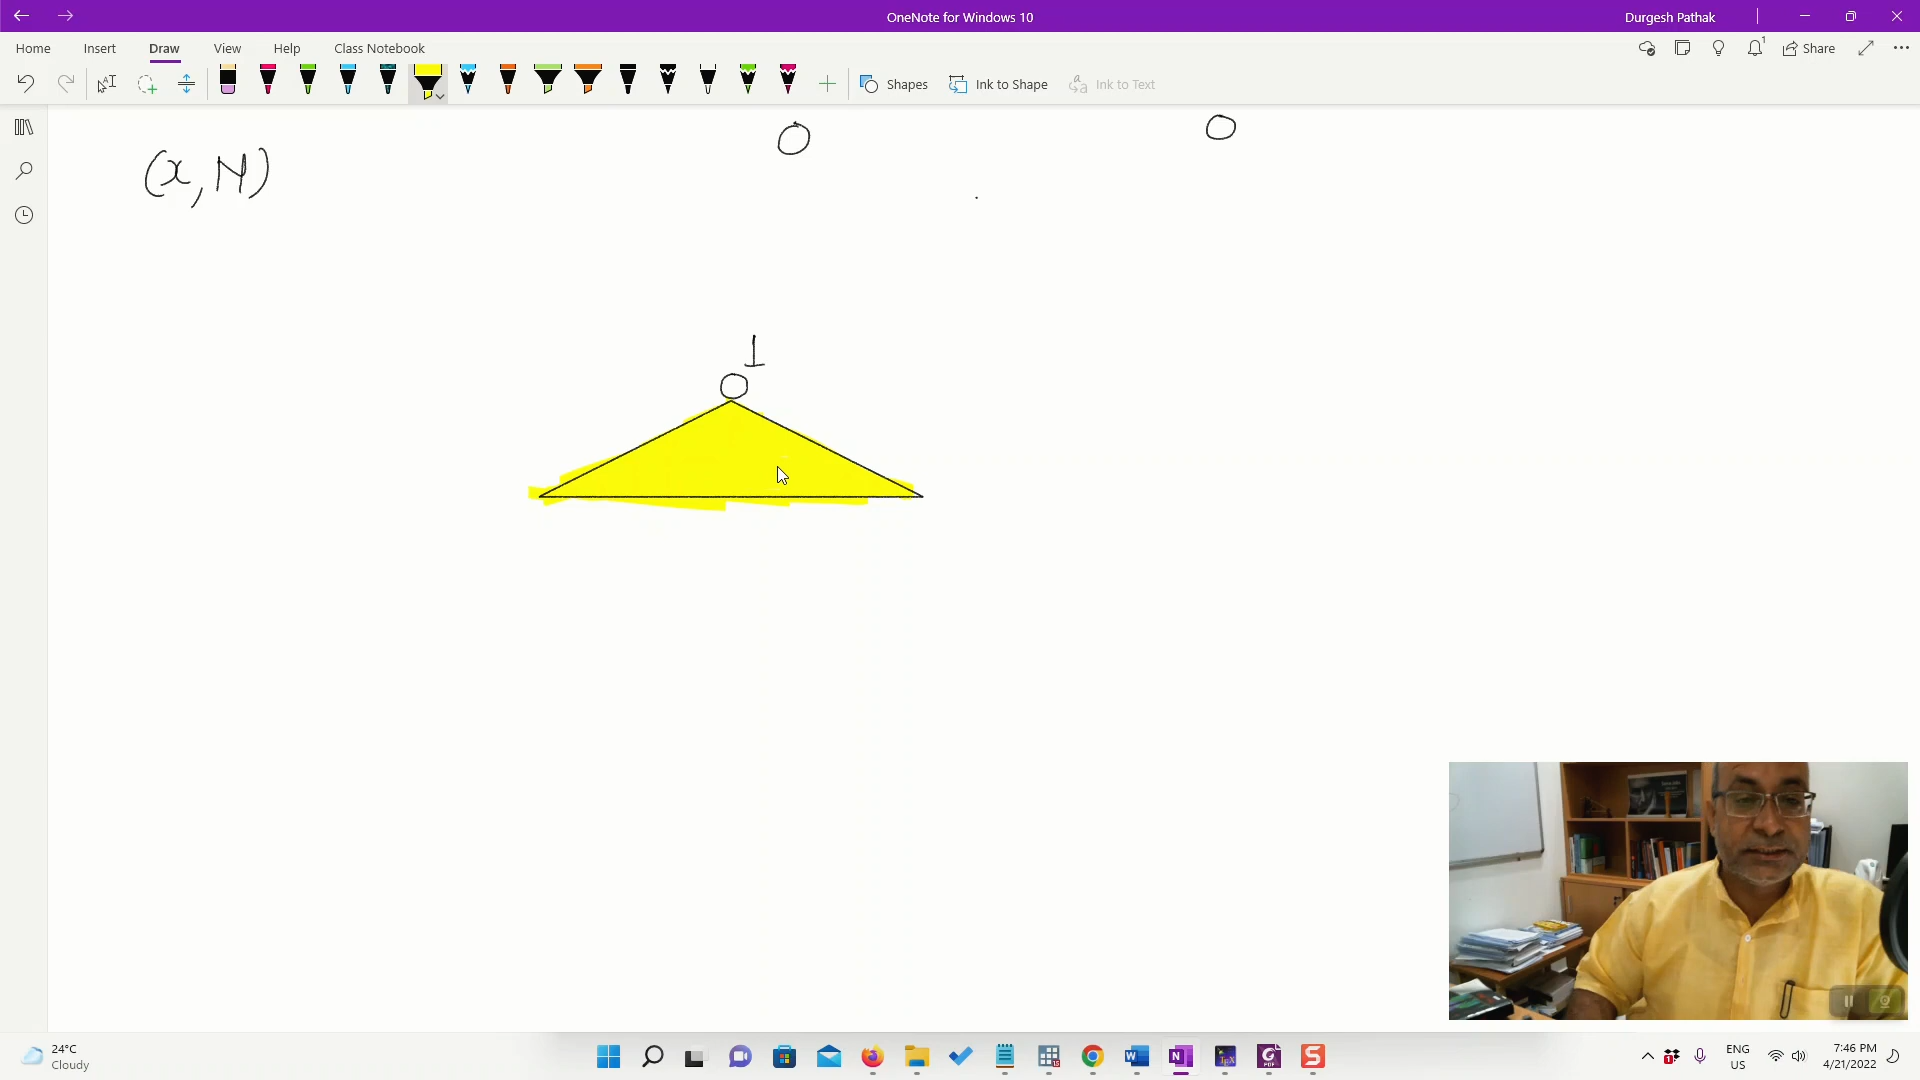 OneNote for Windows 10
Durgesh Pathak
Home Insert Draw View Help Class Notebook
Share
Shapes Ink to Shape Ink to Text
(x, N)
O O
1
O
24°C
Cloudy
ENG
US
7:46 PM
4/21/2022